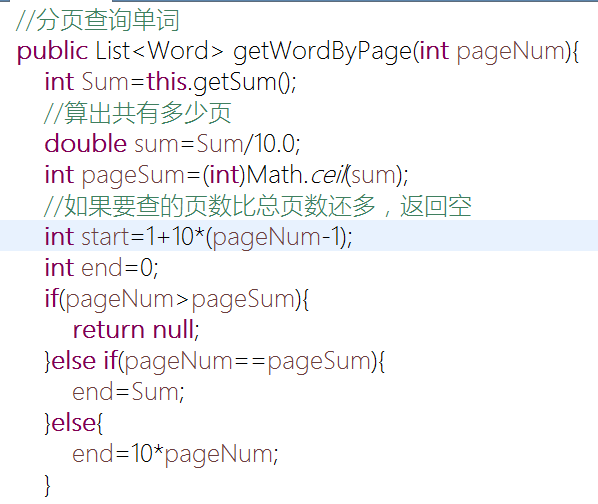 //分页查询单词
public List<Word> getWordByPage(int pageNum){
int Sum=this.getSum();
//算出共有多少页
double sum=Sum/10.0;
int pageSum=(int)Math.ceil(sum);
//如果要查的页数比总页数还多，返回空
int start=1+10*(pageNum-1);
int end=0;
if(pageNum>pageSum){
return null;
}else if(pageNum==pageSum){
end=Sum;
}else{
end=10*pageNum;
}